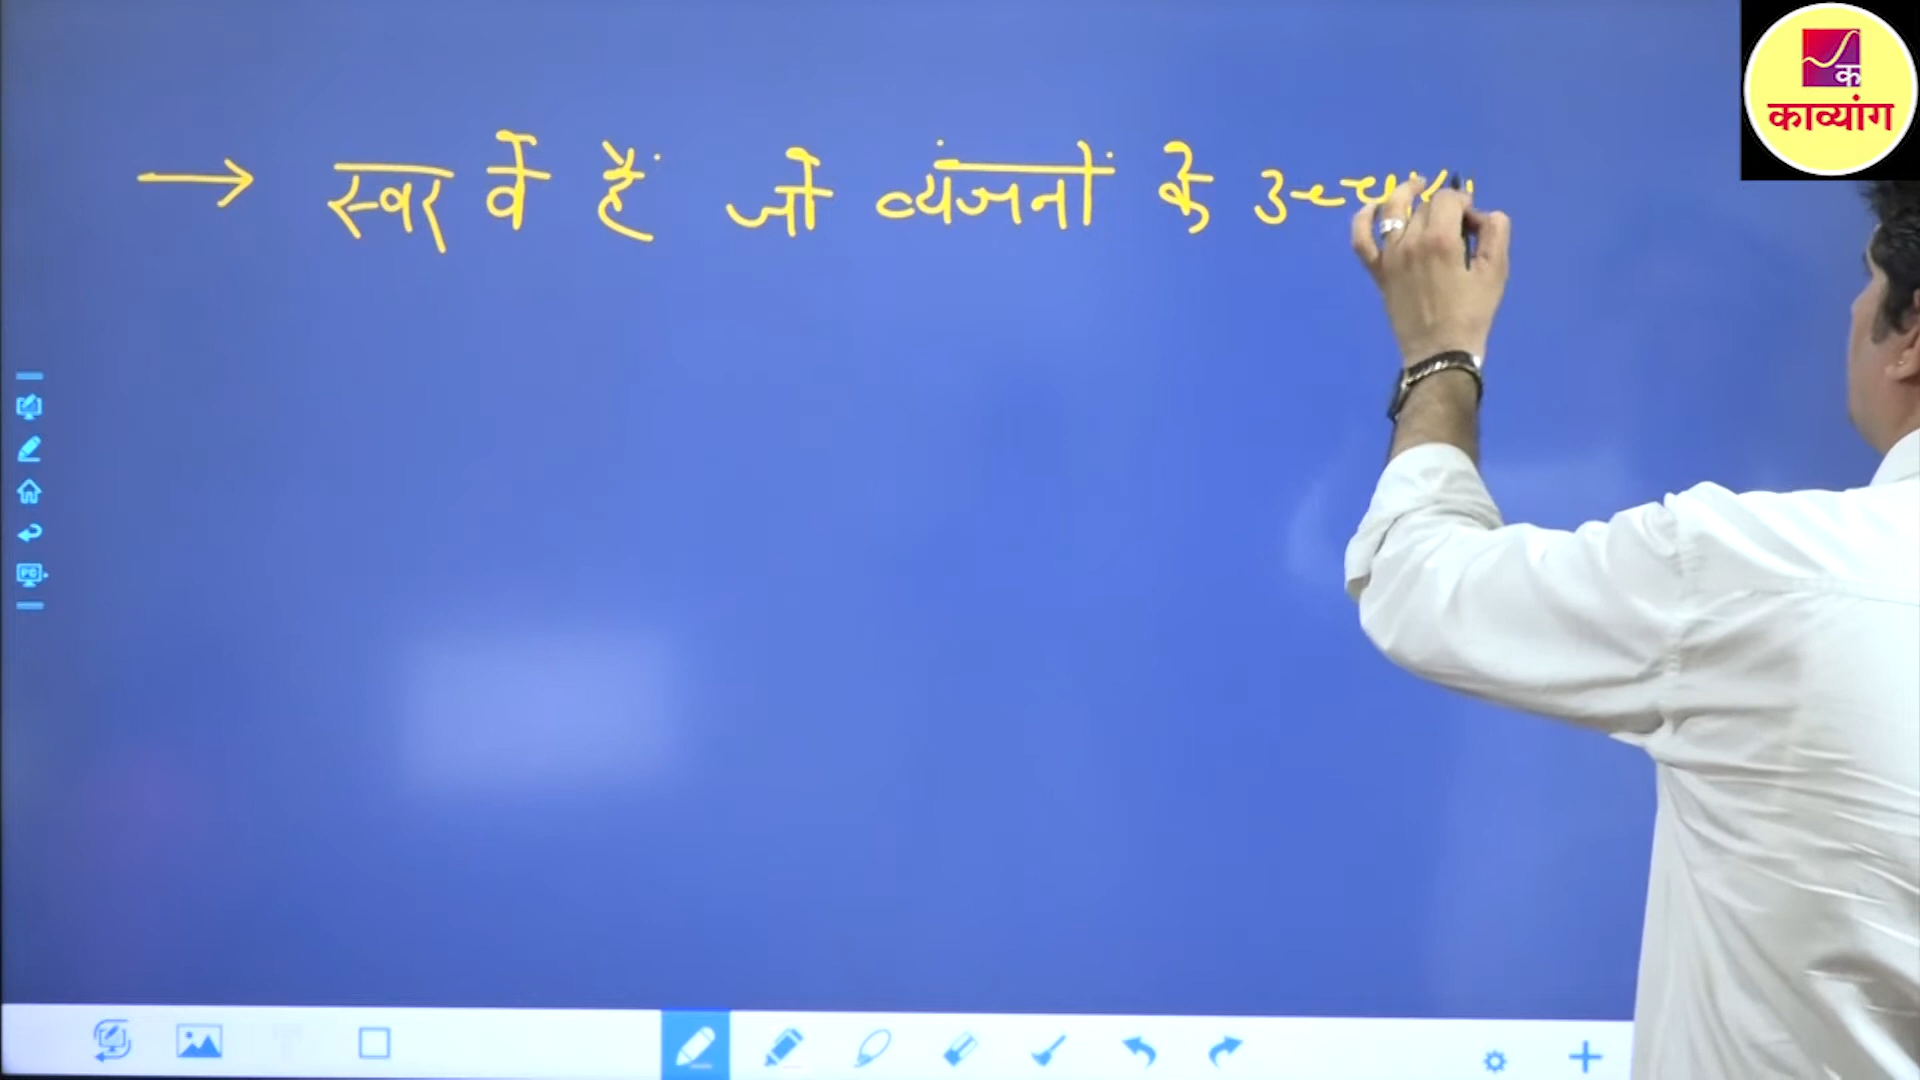 → स्वर वे हैं जो व्यंजनों के
क
काव्यांग